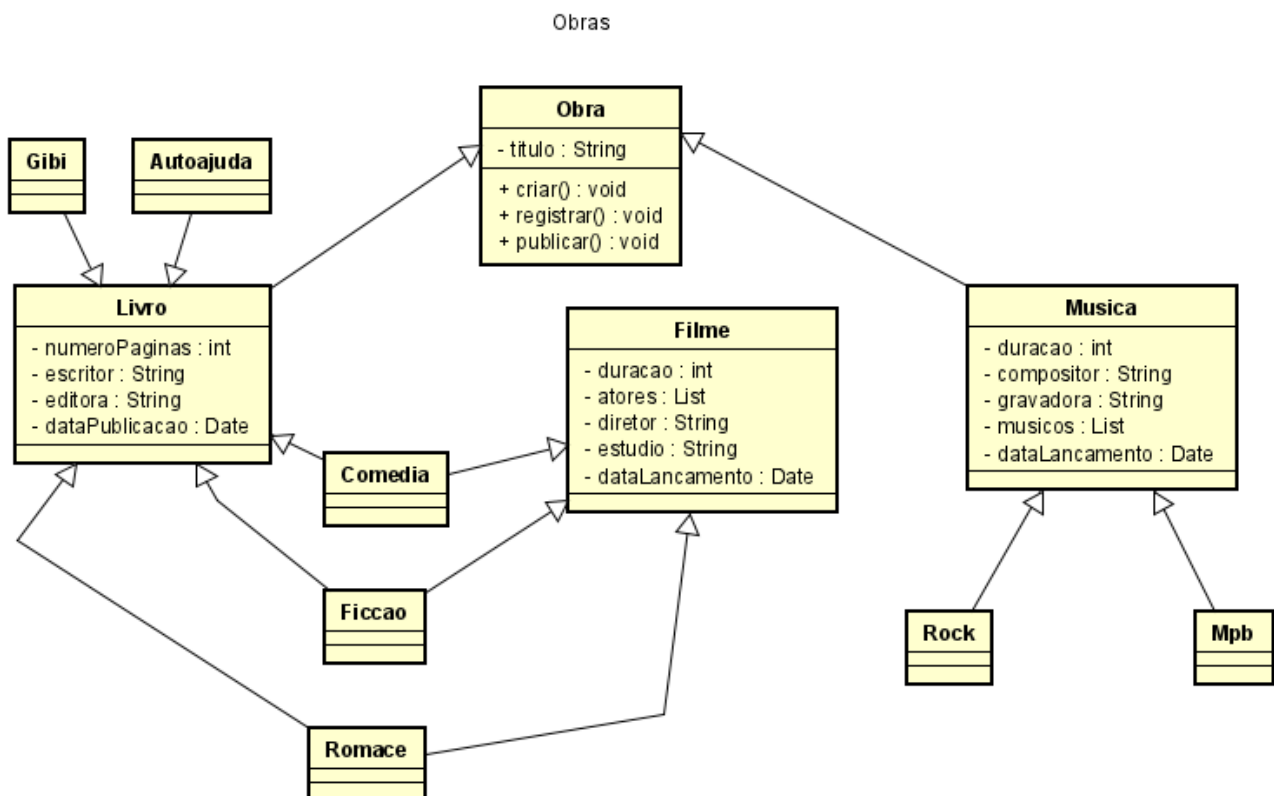 Obras
Obra
- titulo : String
+ criar() : void
+ registrar() : void
+ publicar() : void
Gibi
Autoajuda
Livro
- numeroPaginas : int
- escritor : String
- editora : String
- dataPublicacao : Date
Filme
- duracao : int
- atores : List
- diretor : String
- estudio : String
- dataLancamento : Date
Musica
- duracao : int
- compositor : String
- gravadora : String
- musicos : List
- dataLancamento : Date
Comedia
Ficcao
Rock
Mpb
Romace